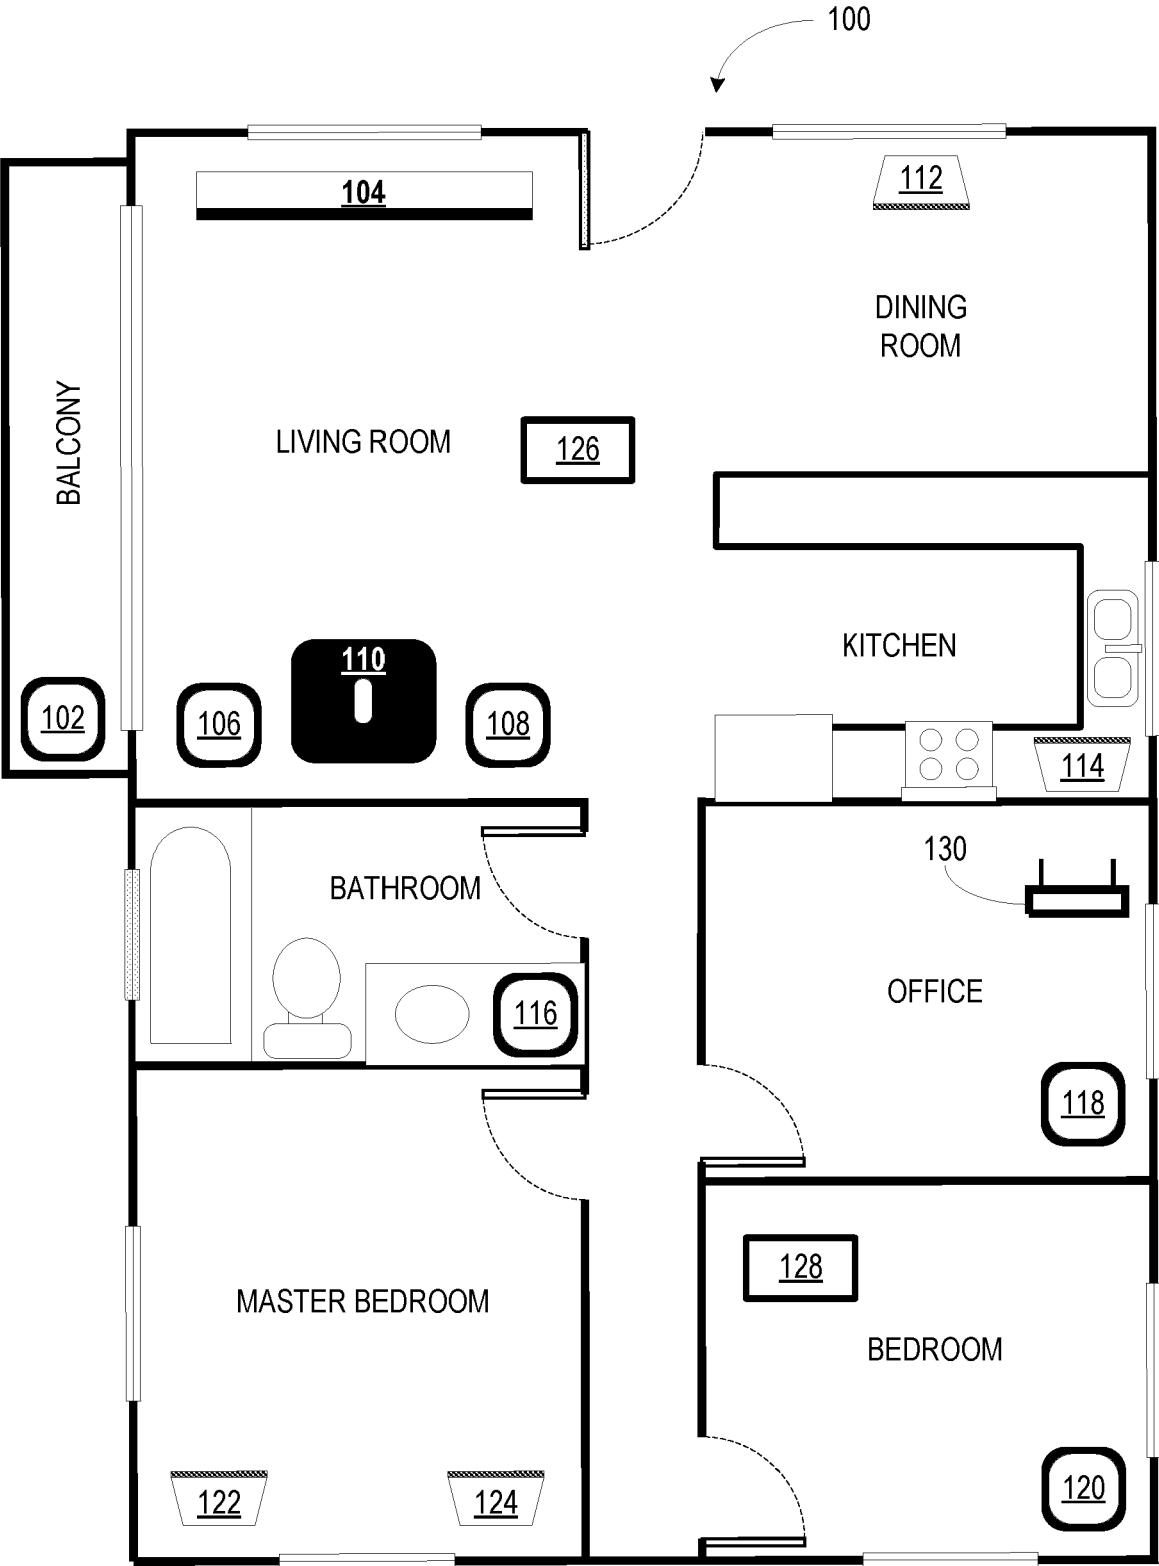 100
104
112
DINING
ROOM
BALCONY
LIVING ROOM
126
KITCHEN
110
102
106
108
114
130
BATHROOM
OFFICE
116
118
128
MASTER BEDROOM
BEDROOM
122
124
120